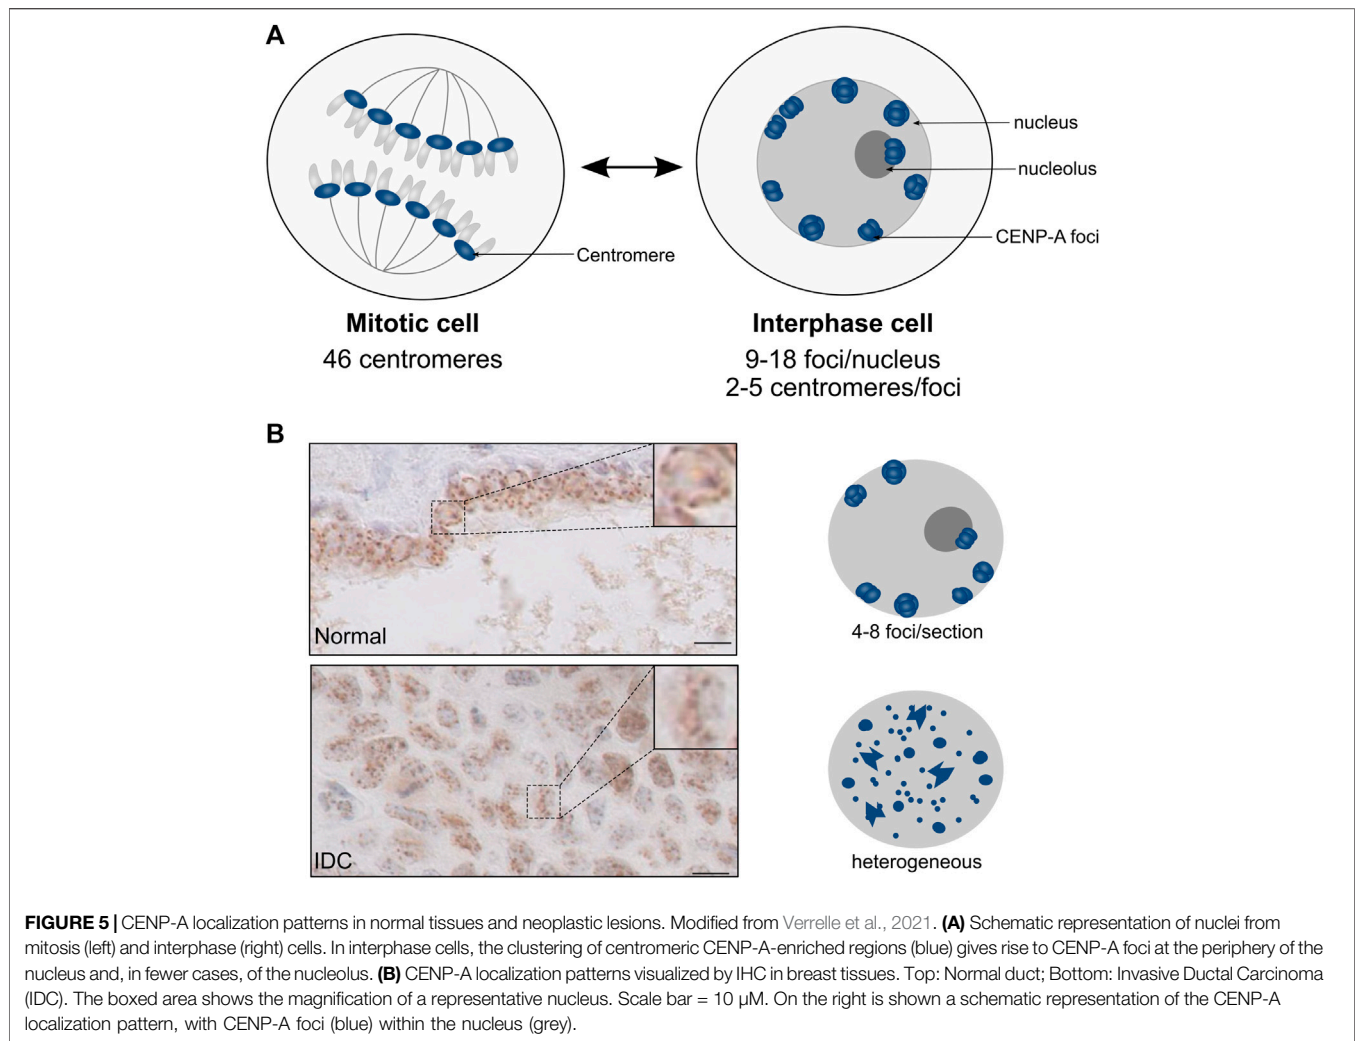 A
nucleus
nucleolus
CENP-A foci
Centromere
Mitotic cell
46 centromeres
Interphase cell
9-18 foci/nucleus
2-5 centromeres/foci
B
Normal
4-8 foci/section
IDC
heterogeneous
FIGURE 5 | CENP-A localization patterns in normal tissues and neoplastic lesions. Modified from Verrelle et al., 2021. (A) Schematic representation of nuclei from
mitosis (left) and interphase (right) cells. In interphase cells, the clustering of centromeric CENP-A-enriched regions (blue) gives rise to CENP-A foci at the periphery of the
nucleus and, in fewer cases, of the nucleolus. (B) CENP-A localization patterns visualized by IHC in breast tissues. Top: Normal duct; Bottom: Invasive Ductal Carcinoma
(IDC). The boxed area shows the magnification of a representative nucleus. Scale bar = 10 µM. On the right is shown a schematic representation of the CENP-A
localization pattern, with CENP-A foci (blue) within the nucleus (grey).